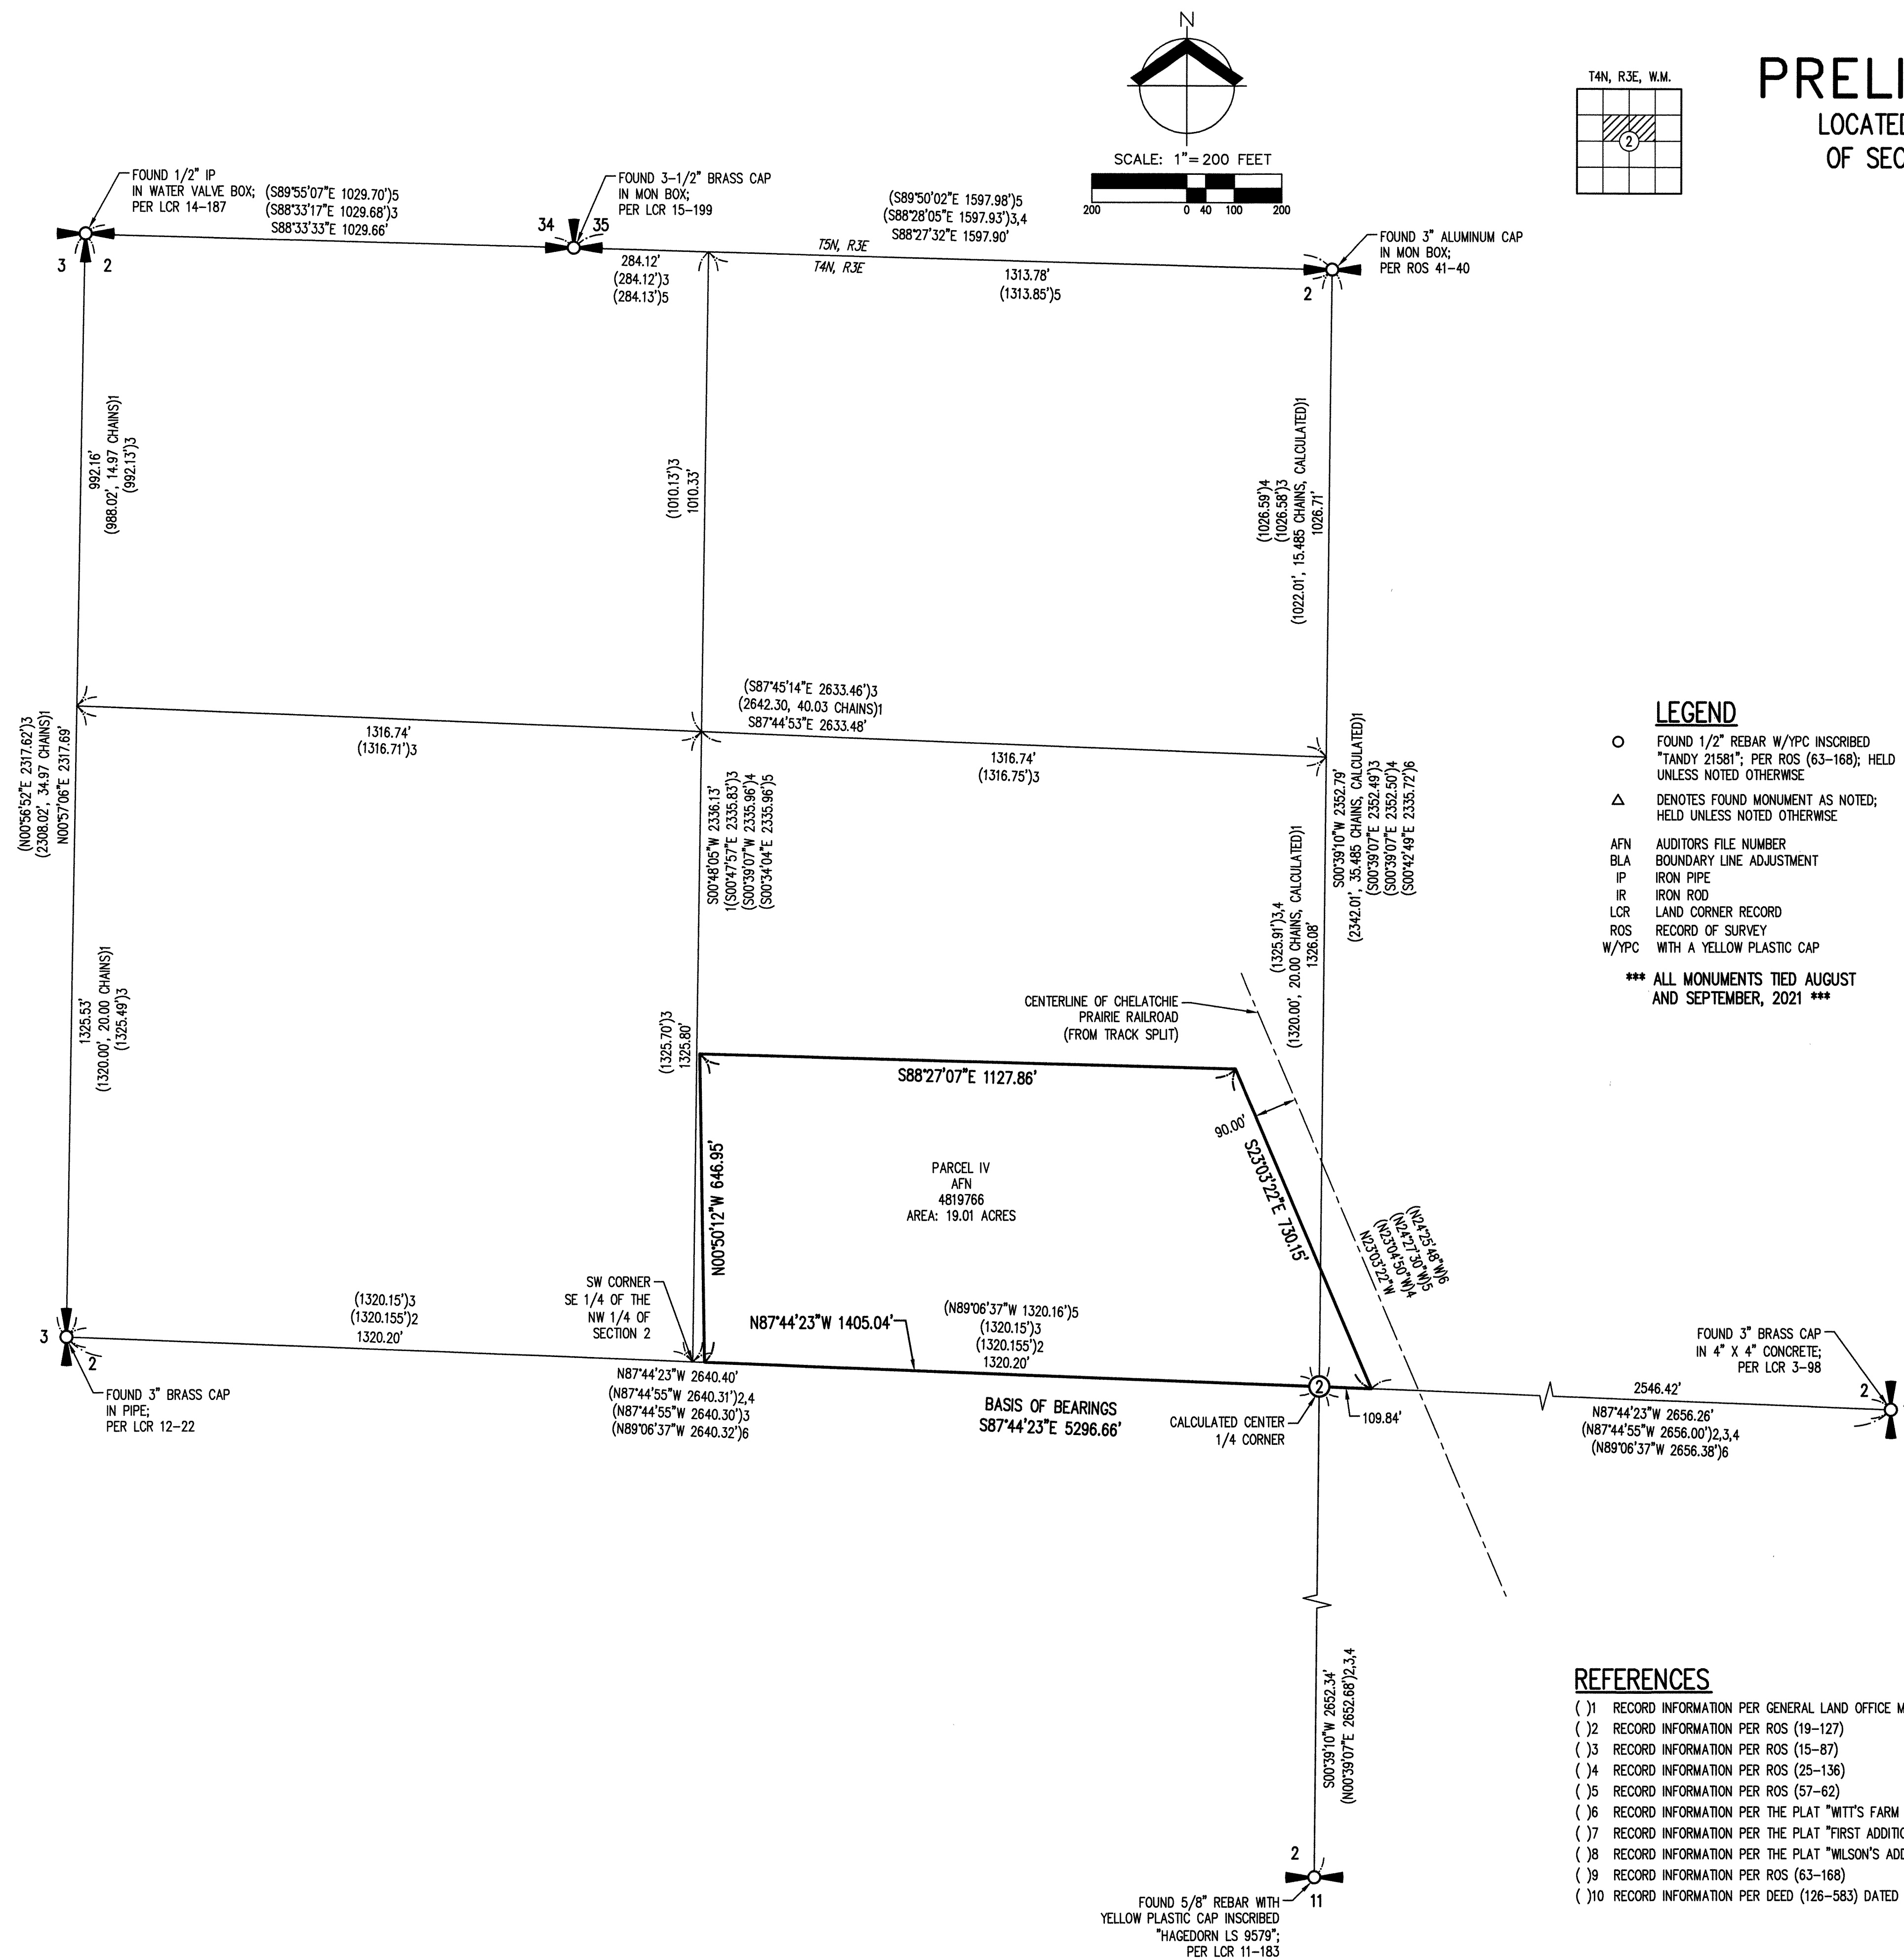 N
SCALE: 1"= 200 FEET
200 0 40 100 200
T4N, R3E, W.M.
2
PRELI
LOCATED
OF SEC
FOUND 1/2" IP
IN WATER VALVE BOX;
PER LCR 14-187
(S89°55'07"E 1029.70')5
(S88°33'17"E 1029.68')3
S88°33'33"E 1029.66'
FOUND 3-1/2" BRASS CAP
IN MON BOX;
PER LCR 15-199
34 35
(S89°50'02"E 1597.98')5
(S88°28'05"E 1597.93')3,4
S88°27'32"E 1597.90'
T5N, R3E
T4N, R3E
FOUND 3" ALUMINUM CAP
IN MON BOX;
PER ROS 41-40
3 2
284.12'
(284.12')3
(284.13')5
1313.78'
(1313.85')5
2
992.16'
(988.02', 14.97 CHAINS)1
(992.13')3
(1010.13')3
1010.33'
(1026.59')4
(1026.58')3
(1022.01', 15.485 CHAINS, CALCULATED)1
1026.71'
(N00°56'52"E 2317.62')3
(2308.02', 34.97 CHAINS)1
N00°57'06"E 2317.69'
1316.74'
(1316.71')3
(S87°45'14"E 2633.46')3
(2642.30, 40.03 CHAINS)1
S87°44'53"E 2633.48'
1316.74'
(1316.75')3
S00°48'05"W 2336.13'
1(S00°47'57"E 2335.83')3
(S00°39'07"W 2335.96')4
(S00°34'04"E 2335.96')5
S00°39'10"W 2352.79'
(2342.01', 35.485 CHAINS, CALCULATED)1
(S00°39'07"E 2352.49')3
(S00°39'07"E 2352.50')4
(S00°42'49"E 2335.72')6
LEGEND
FOUND 1/2" REBAR W/YPC INSCRIBED
"TANDY 21581"; PER ROS (63-168); HELD
UNLESS NOTED OTHERWISE
DENOTES FOUND MONUMENT AS NOTED;
HELD UNLESS NOTED OTHERWISE
AFN AUDITORS FILE NUMBER
BLA BOUNDARY LINE ADJUSTMENT
IP IRON PIPE
IR IRON ROD
LCR LAND CORNER RECORD
ROS RECORD OF SURVEY
W/YPC WITH A YELLOW PLASTIC CAP
*** ALL MONUMENTS TIED AUGUST
AND SEPTEMBER, 2021 ***
1325.53'
(1320.00', 20.00 CHAINS)1
(1325.49')3
(1325.70')3
1325.80'
(1325.91')3,4
(1320.00', 20.00 CHAINS, CALCULATED)1
1326.08'
CENTERLINE OF CHELATCHIE
PRAIRIE RAILROAD
(FROM TRACK SPLIT)
S88°27'07"E 1127.86'
90.00'
S23°03'22"E 730.15'
N00°50'12"W 646.95'
PARCEL IV
AFN
4819766
AREA: 19.01 ACRES
(N24°25'48"W)6
(N24°27'30"W)5
(N23°04'50"W)4
N23°03'22"W
SW CORNER
SE 1/4 OF THE
NW 1/4 OF
SECTION 2
(1320.15')3
(1320.155')2
1320.20'
N87°44'23"W 1405.04'
(N89°06'37"W 1320.16')5
(1320.15')3
(1320.155')2
1320.20'
3
2
FOUND 3" BRASS CAP
IN PIPE;
PER LCR 12-22
N87°44'23"W 2640.40'
(N87°44'55"W 2640.31')2,4
(N87°44'55"W 2640.30')3
(N89°06'37"W 2640.32')6
BASIS OF BEARINGS
S87°44'23"E 5296.66'
2
CALCULATED CENTER
1/4 CORNER
109.84'
2546.42'
N87°44'23"W 2656.26'
(N87°44'55"W 2656.00')2,3,4
(N89°06'37"W 2656.38')6
FOUND 3" BRASS CAP
IN 4" X 4" CONCRETE;
PER LCR 3-98
2
S00°39'10"W 2652.34'
(N00°39'07"E 2652.68')2,3,4
2
11
FOUND 5/8" REBAR WITH
YELLOW PLASTIC CAP INSCRIBED
"HAGEDORN LS 9579";
PER LCR 11-183
REFERENCES
( )1 RECORD INFORMATION PER GENERAL LAND OFFICE M
( )2 RECORD INFORMATION PER ROS (19-127)
( )3 RECORD INFORMATION PER ROS (15-87)
( )4 RECORD INFORMATION PER ROS (25-136)
( )5 RECORD INFORMATION PER ROS (57-62)
( )6 RECORD INFORMATION PER THE PLAT "WITT'S FARM
( )7 RECORD INFORMATION PER THE PLAT "FIRST ADDITIO
( )8 RECORD INFORMATION PER THE PLAT "WILSON'S ADD
( )9 RECORD INFORMATION PER ROS (63-168)
( )10 RECORD INFORMATION PER DEED (126-583) DATED